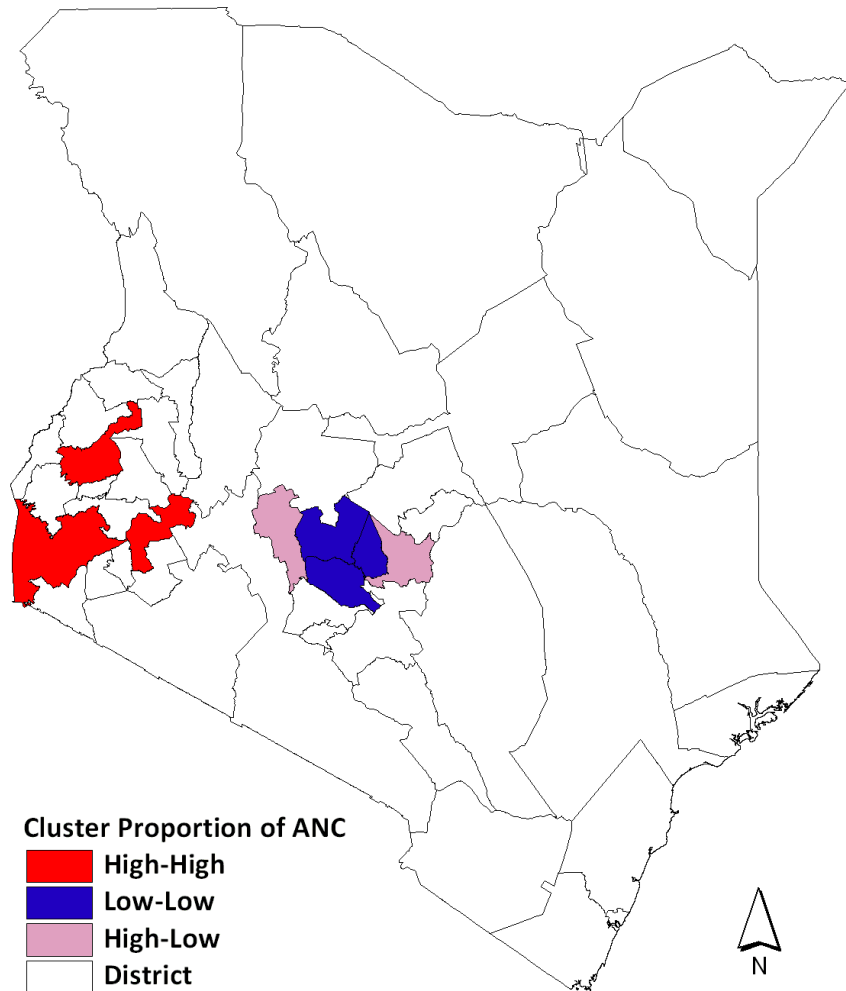 Cluster Proportion of ANC
High-High
Low-Low
High-Low
District
N